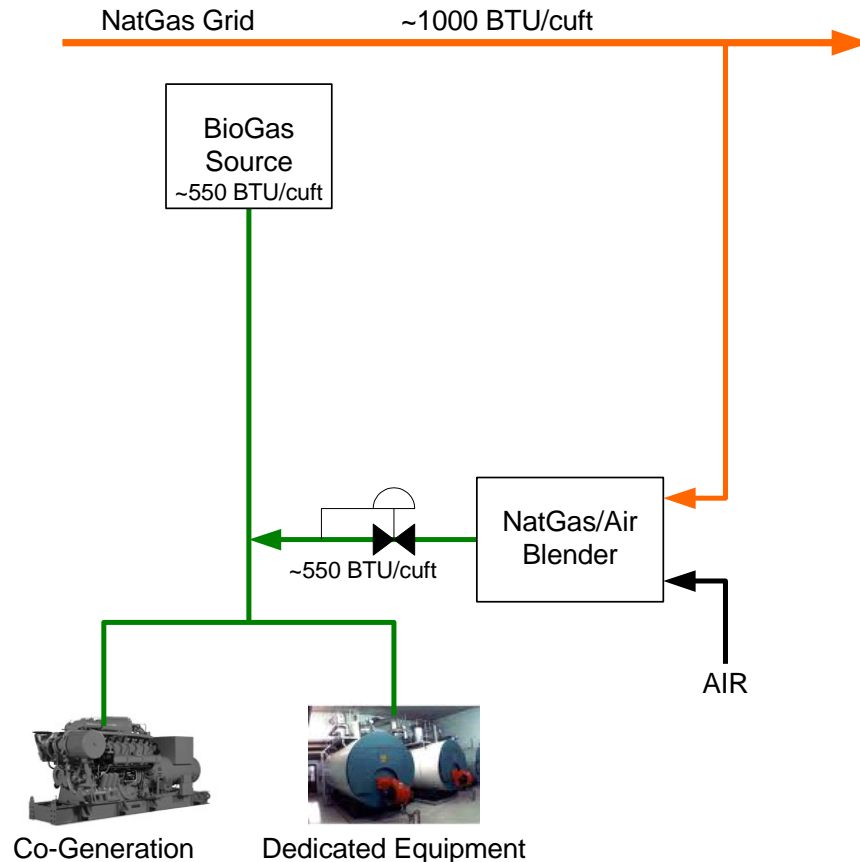 NatGas Grid ~1000 BTU/cuft
BioGas
Source
~550 BTU/cuft
NatGas/Air
Blender
~550 BTU/cuft
AIR
Co-Generation Dedicated Equipment